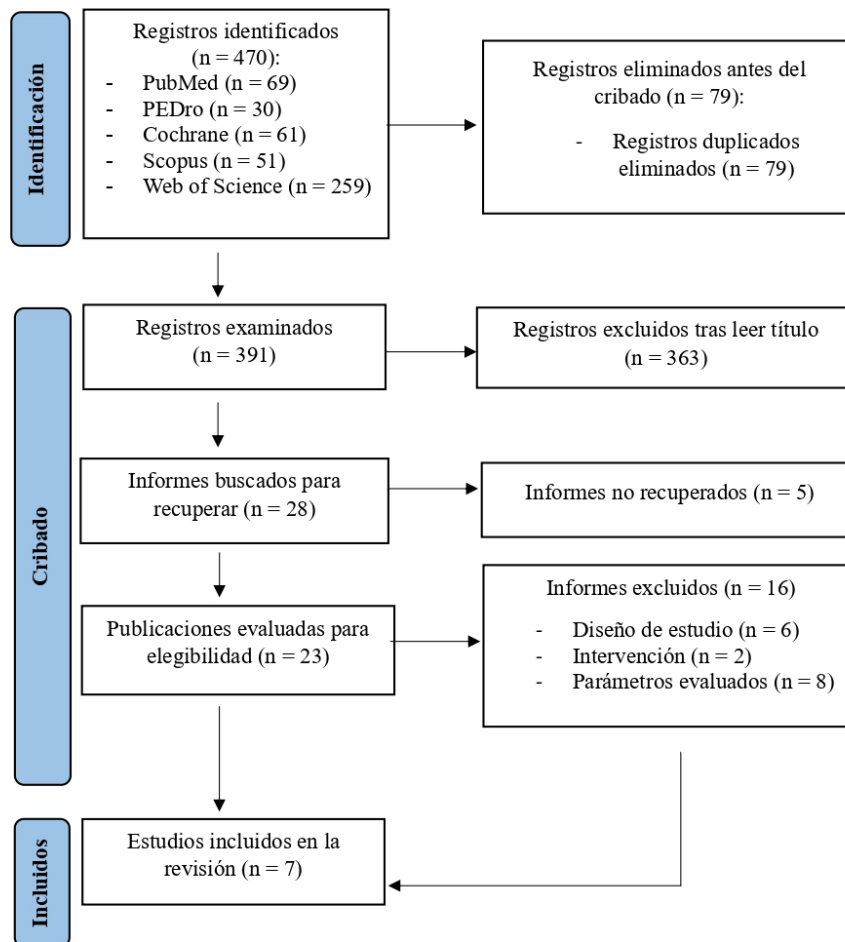 Identificación
Registros identificados
(n = 470):
- PubMed (n = 69)
- PEDro (n = 30)
- Cochrane (n = 61)
- Scopus (n = 51)
- Web of Science (n = 259)
Registros eliminados antes del
cribado (n = 79):
- Registros duplicados
eliminados (n = 79)
Cribado
Registros examinados
(n = 391)
Registros excluidos tras leer título
(n = 363)
Informes buscados para
recuperar (n = 28)
Informes no recuperados (n = 5)
Publicaciones evaluadas para
elegibilidad (n = 23)
Informes excluidos (n = 16)
- Diseño de estudio (n = 6)
- Intervención (n = 2)
- Parámetros evaluados (n = 8)
Incluidos
Estudios incluidos en la
revisión (n = 7)